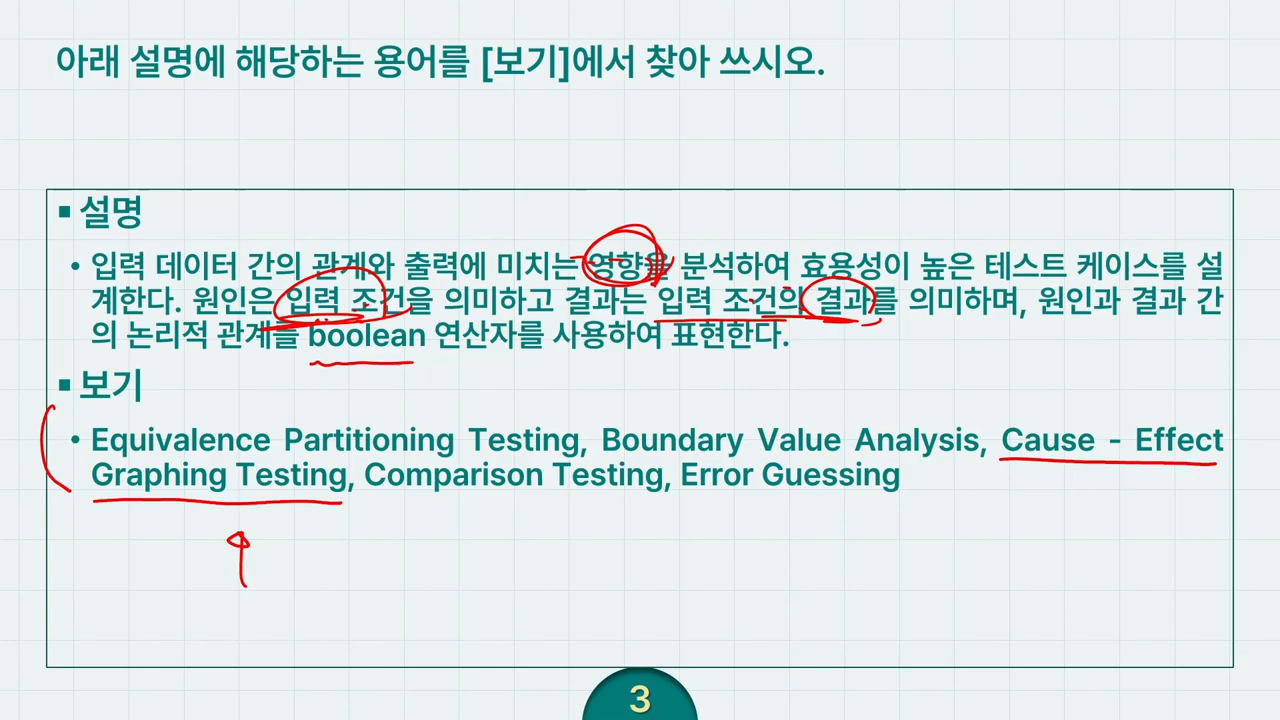 아래 설명에 해당하는 용어를 [보기]에서 찾아 쓰시오.
▪ 설명
• 입력 데이터 간의 관계와 출력에 미치는 영향을 분석하여 효용성이 높은 테스트 케이스를 설
계한다. 원인은 입력 조건을 의미하고 결과는 입력 조건의 결과를 의미하며, 원인과 결과 간
의 논리적 관계를 boolean 연산자를 사용하여 표현한다.
▪ 보기
• Equivalence Partitioning Testing, Boundary Value Analysis, Cause - Effect
Graphing Testing, Comparison Testing, Error Guessing
3